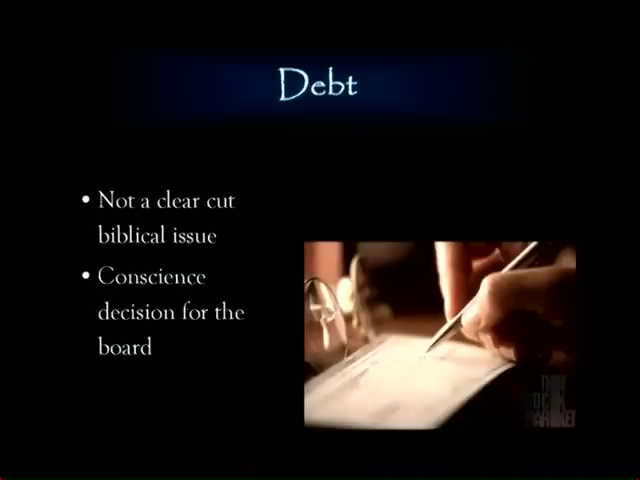 Debt
• Not a clear cut
biblical issue
• Conscience
decision for the
board